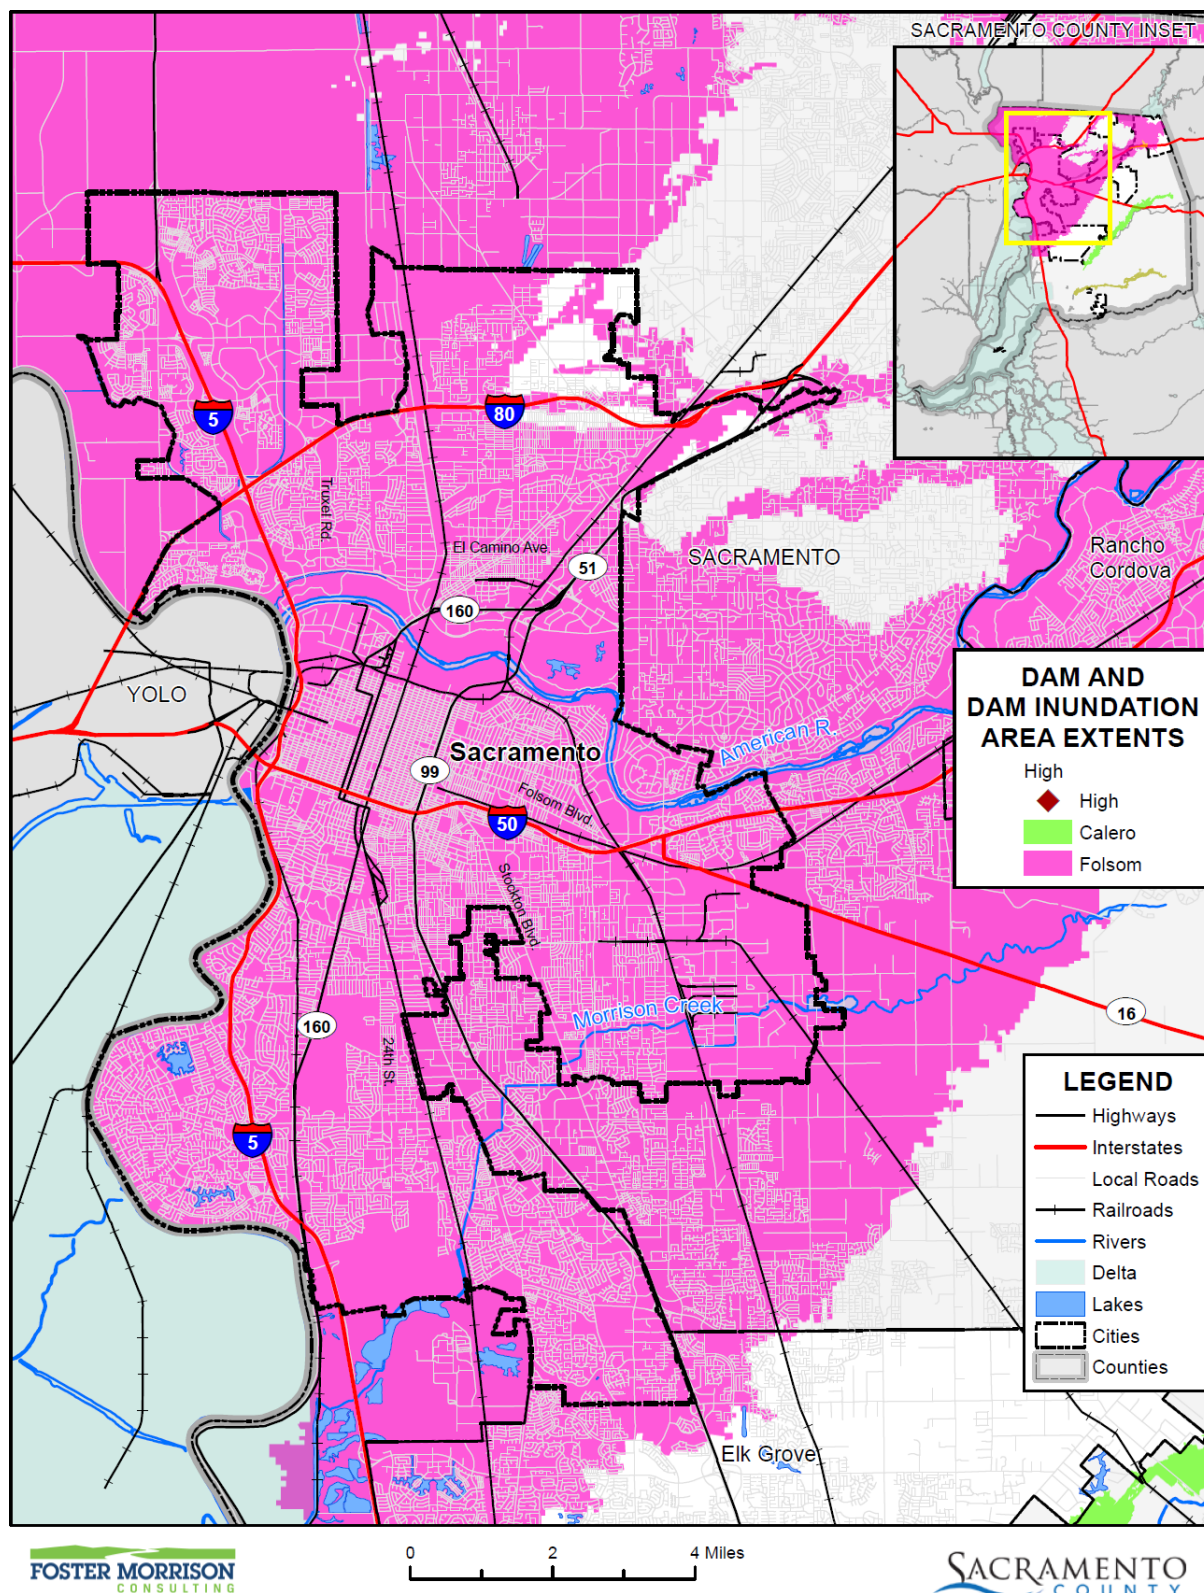 SACRAMENTO COUNTY INSET
5
80
Truxel Rd.
El Camino Ave.
51
SACRAMENTO
Rancho
Cordova
160
YOLO
DAM AND
DAM INUNDATION
AREA EXTENTS
High
High
Calero
Folsom
American R.
Sacramento
99
Folsom Blvd.
50
Stockton Blvd.
Morrison Creek
16
160
24th St.
5
LEGEND
Highways
Interstates
Local Roads
Railroads
Rivers
Delta
Lakes
Cities
Counties
Elk Grove
0 2 4 Miles
FOSTER MORRISON
CONSULTING
SACRAMENTO
COUNTY